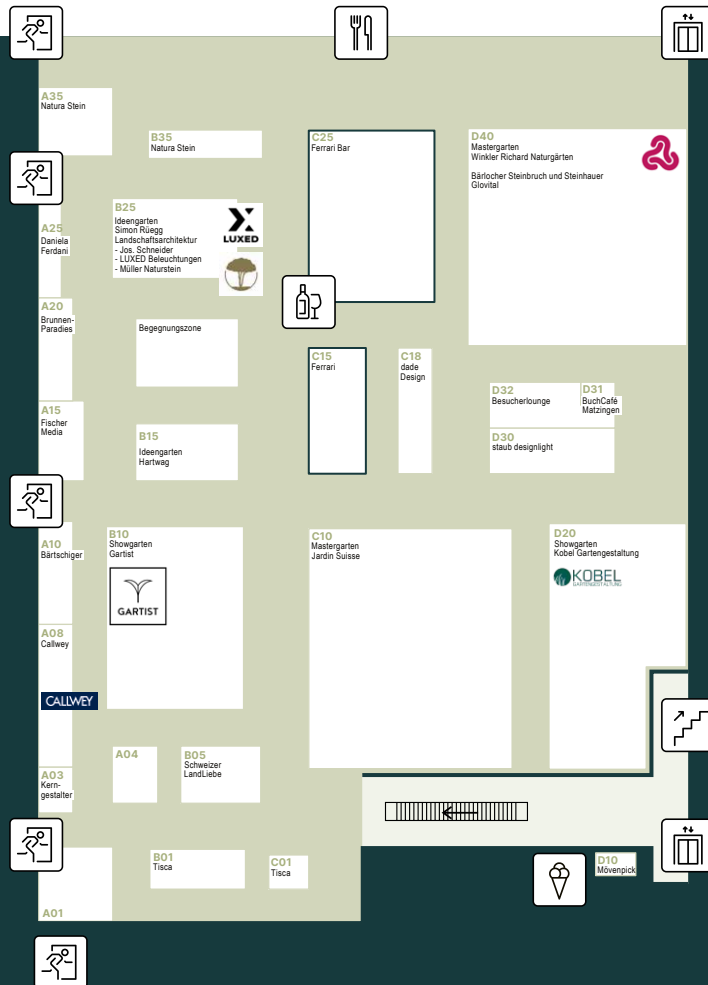 A35
Natura Stein
B35
Natura Stein
C25
Ferrari Bar
D40
Mastergarten
Winkler Richard Naturgärten
Bärlocher Steinbruch und Steinhauer
Glovital
A25
Daniela
Ferdani
B25
Ideengarten
Simon Rüegg
Landschaftsarchitektur
- Jos. Schneider
- LUXED Beleuchtungen
- Müller Naturstein
LUXED
A20
Brunnen-
Paradies
Begegnungszone
C15
Ferrari
C18
dade
Design
D32
Besucherlounge
D31
BuchCafé
Matzingen
A15
Fischer
Media
B15
Ideengarten
Hartwag
D30
staub designlight
A10
Bärtschiger
B10
Showgarten
Gartist
GARTIST
C10
Mastergarten
Jardin Suisse
D20
Showgarten
Kobel Gartengestaltung
KOBEL
GARTENGESTALTUNG
A08
Callwey
CALLWEY
A03
Kern-
gestalter
A04
B05
Schweizer
LandLiebe
A01
B01
Tisca
C01
Tisca
D10
Mövenpick